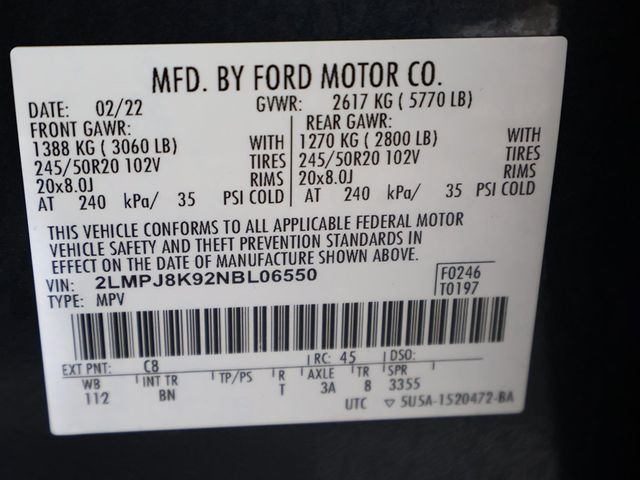 MFD. BY FORD MOTOR CO.
DATE: 02/22 GVWR: 2617 KG ( 5770 LB)
FRONT GAWR: REAR GAWR:
1388 KG ( 3060 LB) WITH 1270 KG ( 2800 LB) WITH
245/50R20 102V TIRES 245/50R20 102V TIRES
20x8.0J RIMS 20x8.0J RIMS
AT 240 kPa/ 35 PSI COLD AT 240 kPa/ 35 PSI COLD
THIS VEHICLE CONFORMS TO ALL APPLICABLE FEDERAL MOTOR
VEHICLE SAFETY AND THEFT PREVENTION STANDARDS IN
EFFECT ON THE DATE OF MANUFACTURE SHOWN ABOVE.
VIN: 2LMPJ8K92NBL06550 F0246
TYPE: MPV T0197
EXT PNT: C8 RC: 45 DSO:
WB INT TR TP/PS R AXLE TR SPR
112 BN T 3A 8 3355
UTC ▽ 5U5A-1520472-BA